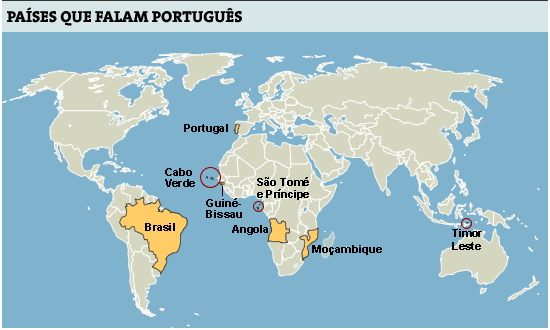 PAÍSES QUE FALAM PORTUGUÊS
Portugal
Cabo
Verde
São Tomé
e Príncipe
Guiné-
Bissau
Brasil
Angola
Moçambique
Timor
Leste